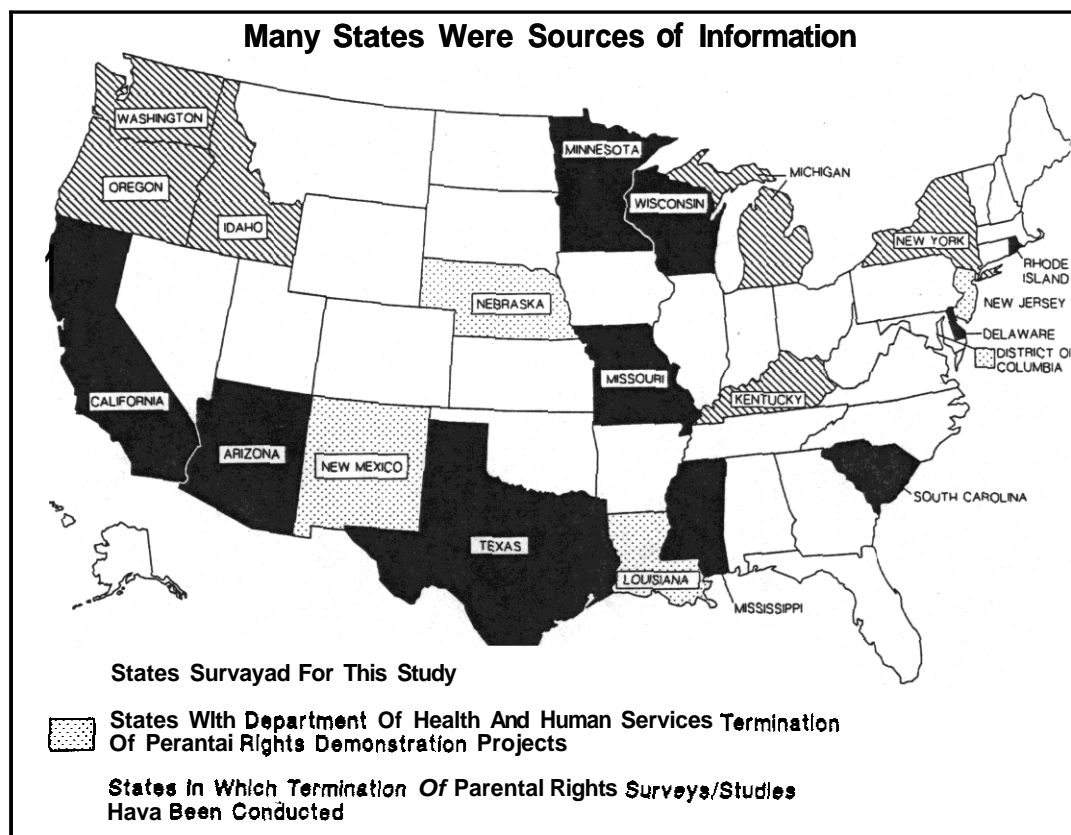 Many States Were Sources of Information
WASHINGTON
OREGON
IDAHO
MINNESOTA
WISCONSIN
MICHIGAN
NEW YORK
RHODE
ISLAND
NEW JERSEY
DELAWARE
DISTRICT OF
COLUMBIA
NEBRASKA
MISSOURI
KENTUCKY
CALIFORNIA
ARIZONA
NEW MEXICO
TEXAS
LOUISIANA
MISSISSIPPI
SOUTH CAROLINA
States Survayad For This Study
States WIth Department Of Health And Human Services Termination
Of Perantai Rights Demonstration Projects
States In Which Termination Of Parental Rights Surveys/Studies
Hava Been Conducted